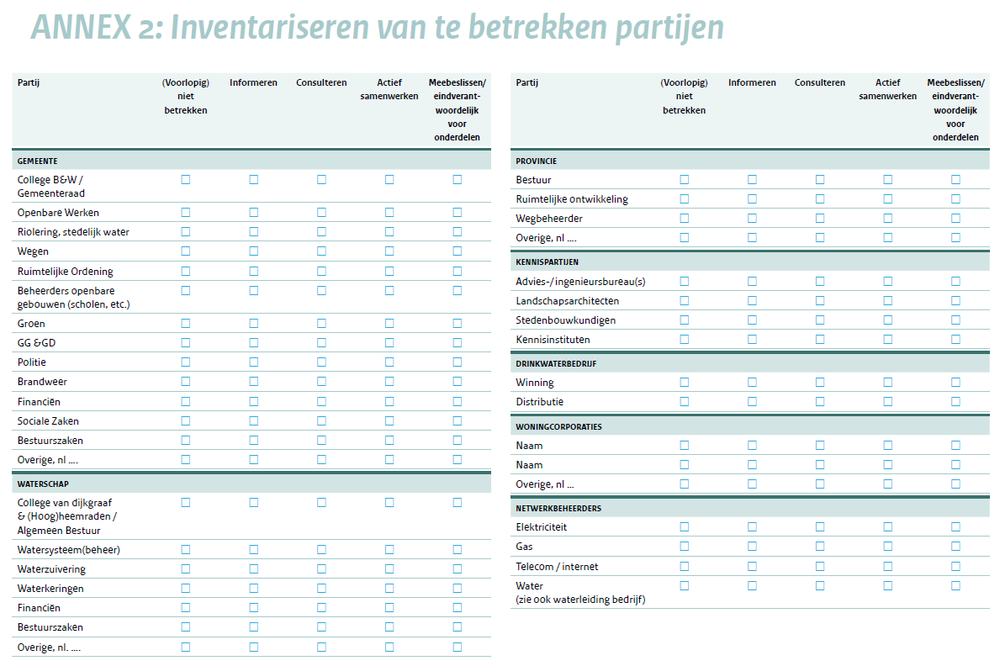 ANNEX 2: Inventariseren van te betrekken partijen
Partij (Voorlopig) niet betrekken Informeren Consulteren Actief samenwerken Meebeslissen/ eindverant- woordelijk voor onderdelen
GEMEENTE
College B&W /
Gemeenteraad
Openbare Werken
Riolering, stedelijk water
Wegen
Ruimtelijke Ordening
Beheerders openbare
gebouwen (scholen, etc.)
Groen
GG &GD
Politie
Brandweer
Financiën
Sociale Zaken
Bestuurszaken
Overige, nl ....
WATERSCHAP
College van dijkgraaf
& (Hoog)heemraden /
Algemeen Bestuur
Watersysteem(beheer)
Waterzuivering
Waterkeringen
Financiën
Bestuurszaken
Overige, nl. ....
Partij (Voorlopig) niet betrekken Informeren Consulteren Actief samenwerken Meebeslissen/ eindverant- woordelijk voor onderdelen
PROVINCIE
Bestuur
Ruimtelijke ontwikkeling
Wegbeheerder
Overige, nl ....
KENNISPARTIJEN
Advies-/ingenieursbureau(s)
Landschapsarchitecten
Stedenbouwkundigen
Kennisinstituten
DRINKWATERBEDRIJF
Winning
Distributie
WONINGCORPORATIES
Naam
Naam
Overige, nl ...
NETWERKBEHEERDERS
Elektriciteit
Gas
Telecom / internet
Water
(zie ook waterleiding bedrijf)